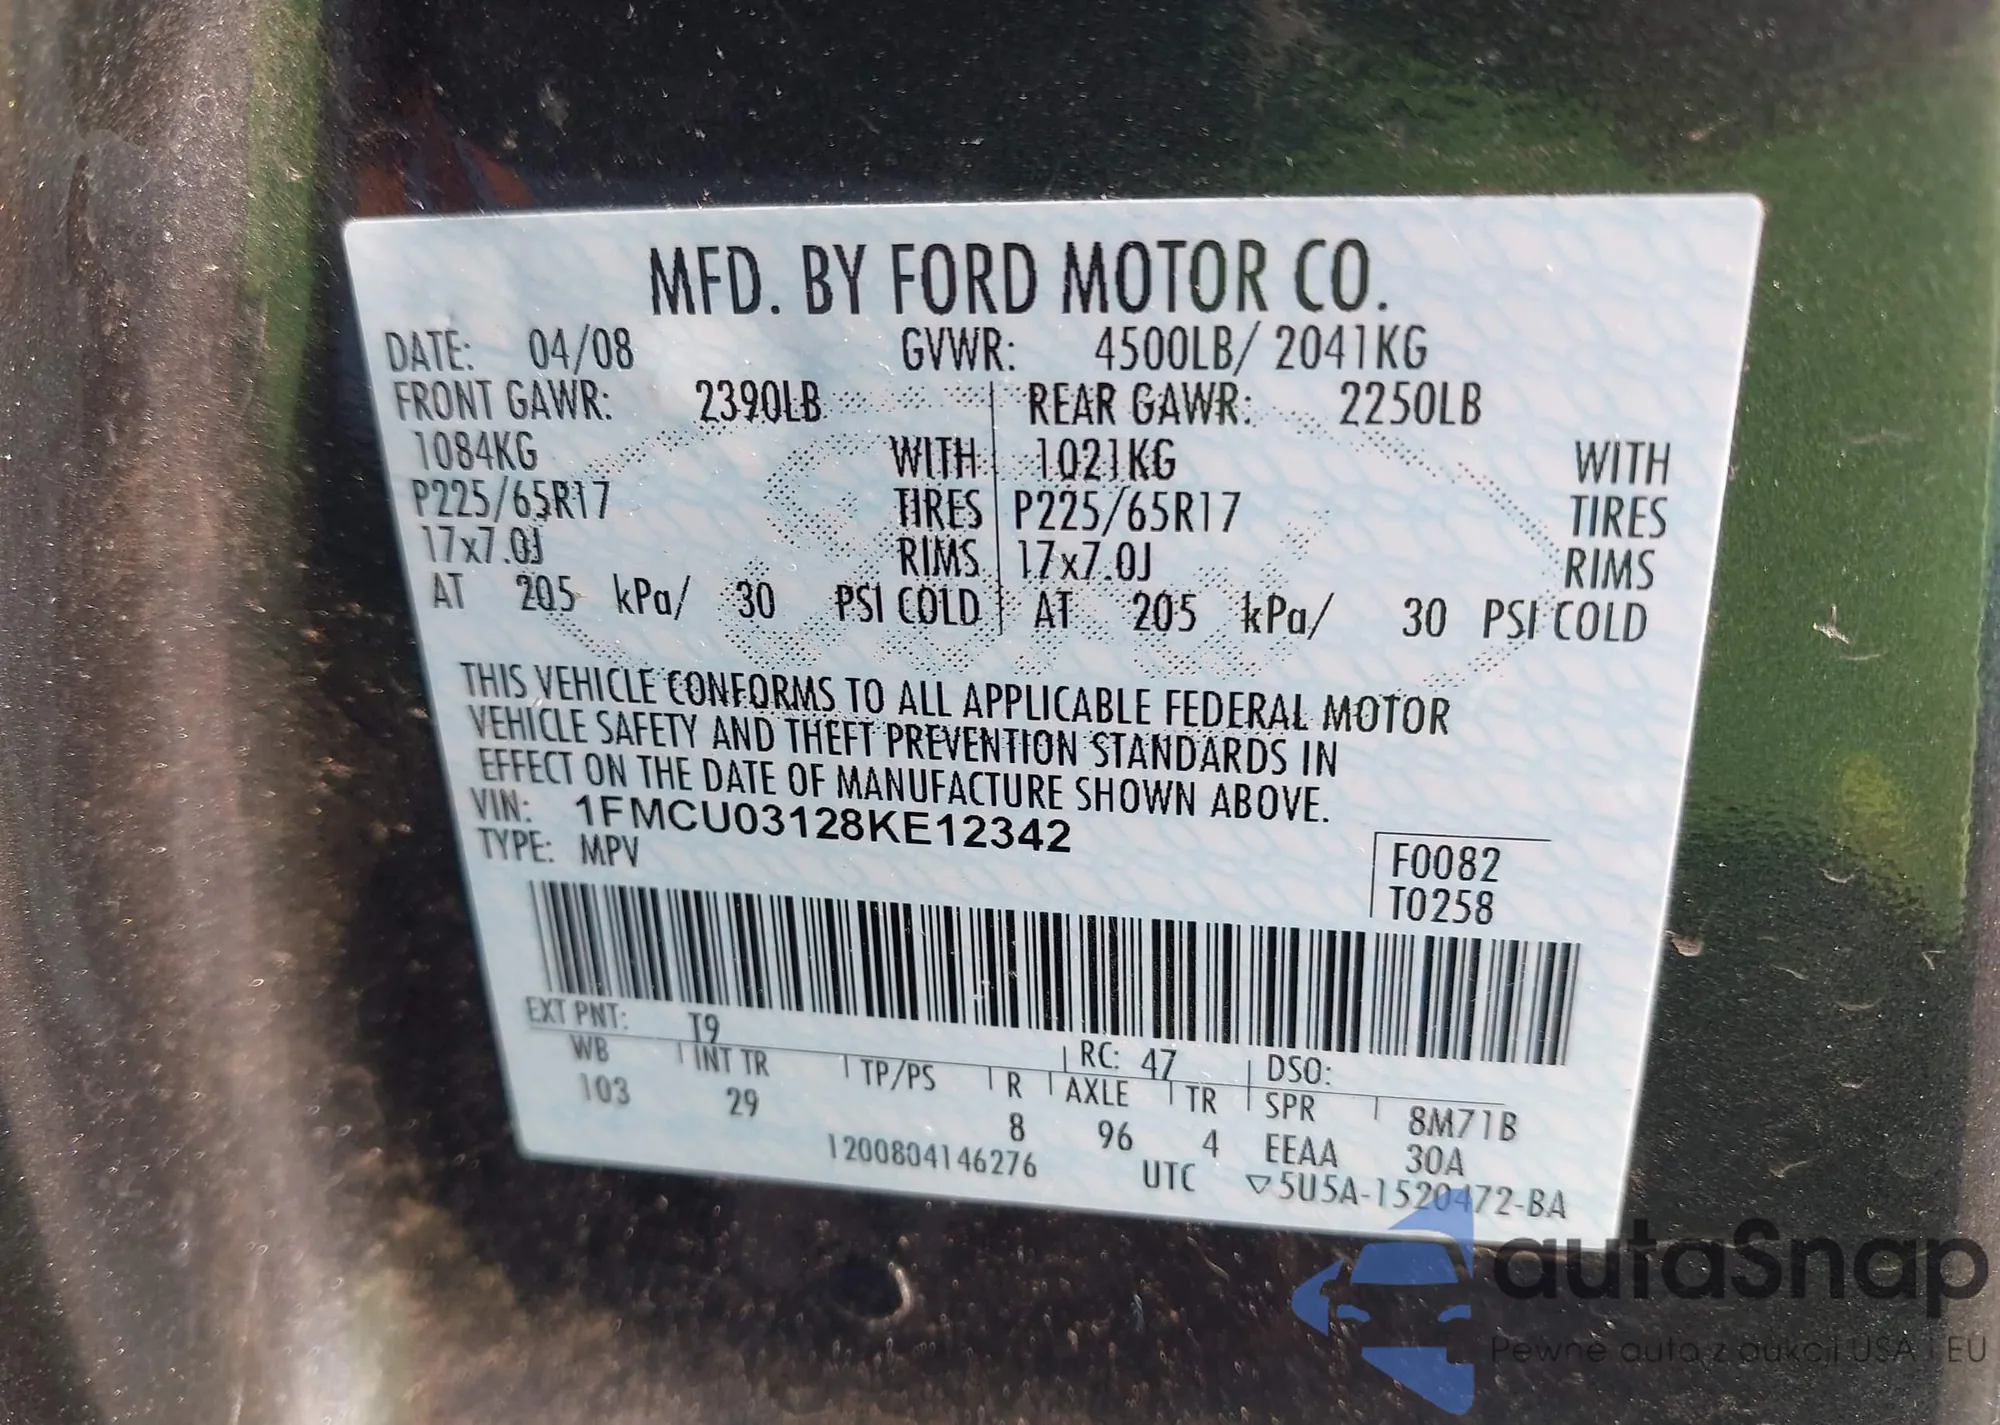 MFD. BY FORD MOTOR CO.
DATE: 04/08 GVWR: 4500LB/ 2041KG
FRONT GAWR: 2390LB REAR GAWR: 2250LB
1084KG WITH 1021KG WITH
P225/65R17 TIRES P225/65R17 TIRES
17x7.0J RIMS 17x7.0J RIMS
AT 205 kPa/ 30 PSI COLD AT 205 kPa/ 30 PSI COLD
THIS VEHICLE CONFORMS TO ALL APPLICABLE FEDERAL MOTOR
VEHICLE SAFETY AND THEFT PREVENTION STANDARDS IN
EFFECT ON THE DATE OF MANUFACTURE SHOWN ABOVE.
VIN: 1FMCU03128KE12342
TYPE: MPV
F0082
T0258
EXT PNT: T9 RC: 47 DSO:
WB INT TR TP/PS R AXLE TR SPR 8M71B
103 29 8 96 4 EEAA 30A
1200804146276 UTC ▽5U5A-1520472-BA
autaSnap
Pewne auta z aukcji USA i EU